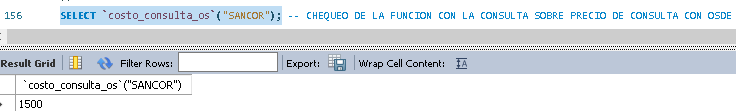 156 SELECT `costo_consulta_os`("SANCOR"); -- CHEQUEO DE LA FUNCION CON LA CONSULTA SOBRE PRECIO DE CONSULTA CON OSDE
Result Grid Filter Rows: Export: Wrap Cell Content: IA
`costo_consulta_os`("SANCOR")
1500